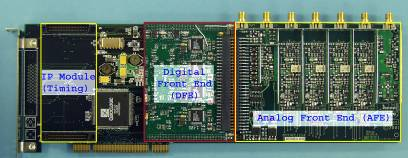 IP Module
(Timing)
Digital
Front End
(DFE)
Analog Front End (AFE)